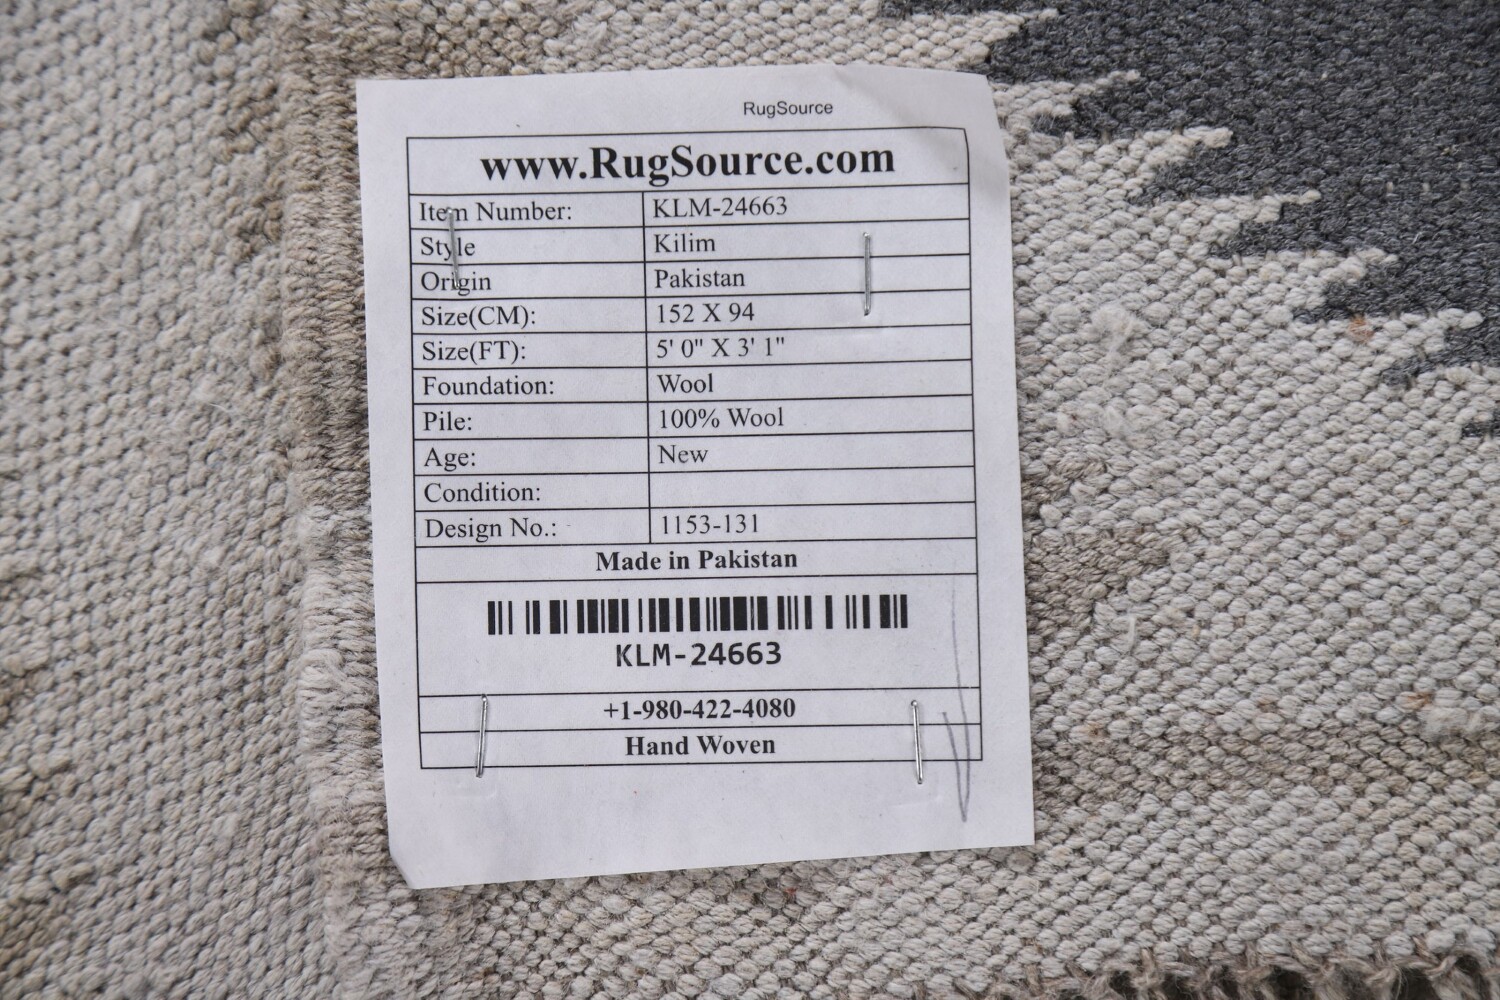 RugSource
www.RugSource.com
Item Number: KLM-24663
Style Kilim
Origin Pakistan
Size(CM): 152 X 94
Size(FT): 5' 0" X 3' 1"
Foundation: Wool
Pile: 100% Wool
Age: New
Condition:
Design No.: 1153-131
Made in Pakistan
KLM-24663
+1-980-422-4080
Hand Woven